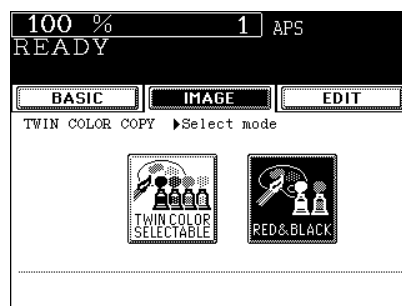 100 % 1 APS
READY
BASIC IMAGE EDIT
TWIN COLOR COPY ▶Select mode
TWIN COLOR
SELECTABLE
RED&BLACK